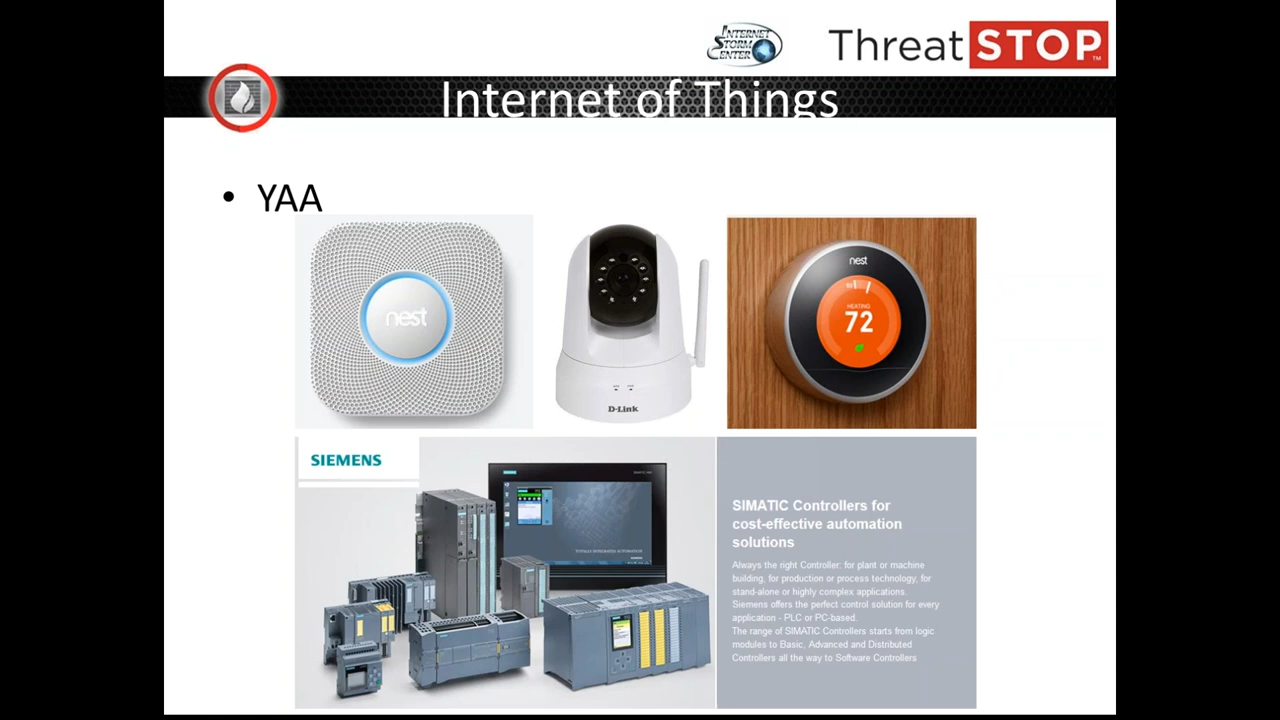 INTERNET
STORM
CENTER
ThreatSTOP™
Internet of Things
• YAA
nest
D-Link
nest
HEATING
72
SIEMENS
SIMATIC Controllers for
cost-effective automation
solutions
Always the right Controller: for plant or machine
building, for production or process technology, for
stand-alone or highly complex applications.
Siemens offers the perfect control solution for every
application - PLC or PC-based.
The range of SIMATIC Controllers starts from logic
modules to Basic, Advanced and Distributed
Controllers all the way to Software Controllers